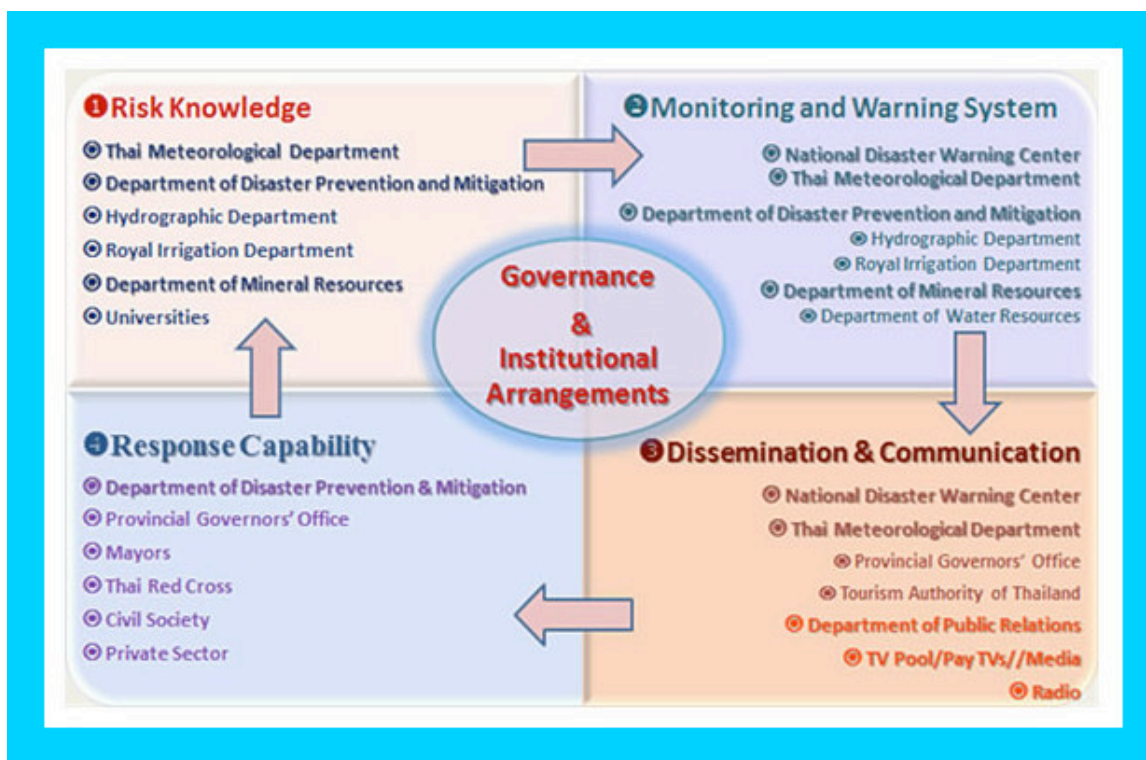 ❶Risk Knowledge
Thai Meteorological Department
Department of Disaster Prevention and Mitigation
Hydrographic Department
Royal Irrigation Department
Department of Mineral Resources
Universities
❷Monitoring and Warning System
National Disaster Warning Center
Thai Meteorological Department
Department of Disaster Prevention and Mitigation
Hydrographic Department
Royal Irrigation Department
Department of Mineral Resources
Department of Water Resources
Governance
&
Institutional
Arrangements
❸Dissemination & Communication
National Disaster Warning Center
Thai Meteorological Department
Provincial Governors' Office
Tourism Authority of Thailand
Department of Public Relations
TV Pool/Pay TVs//Media
Radio
❹Response Capability
Department of Disaster Prevention & Mitigation
Provincial Governors' Office
Mayors
Thai Red Cross
Civil Society
Private Sector